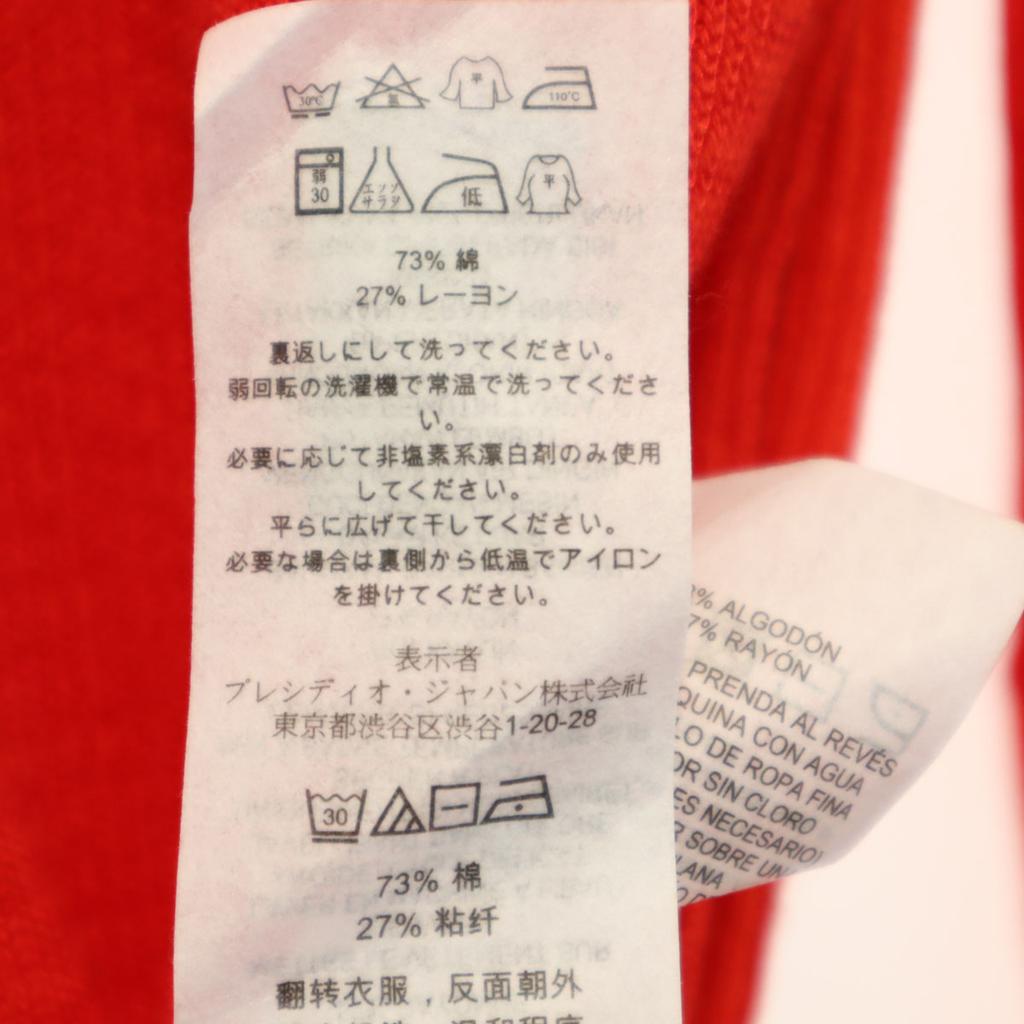 30℃
平
110℃
弱
30
エンソ
サラシ
低
平
73% 綿
27% レーヨン
裏返しにして洗ってください。
弱回転の洗濯機で常温で洗ってくださ
い。
必要に応じて非塩素系漂白剤のみ使用
してください。
平らに広げて干してください。
必要な場合は裏側から低温でアイロン
を掛けてください。
表示者
プレシディオ・ジャパン株式会社
東京都渋谷区渋谷1-20-28
30
73% 棉
27% 粘纤
翻转衣服，反面朝外
% ALGODÓN
7% RAYÓN
PRENDA AL REVÉS
QUINA CON AGUA
LO DE ROPA FINA
OR SIN CLORO
ES NECESARIO)
R SOBRE UN
LANA